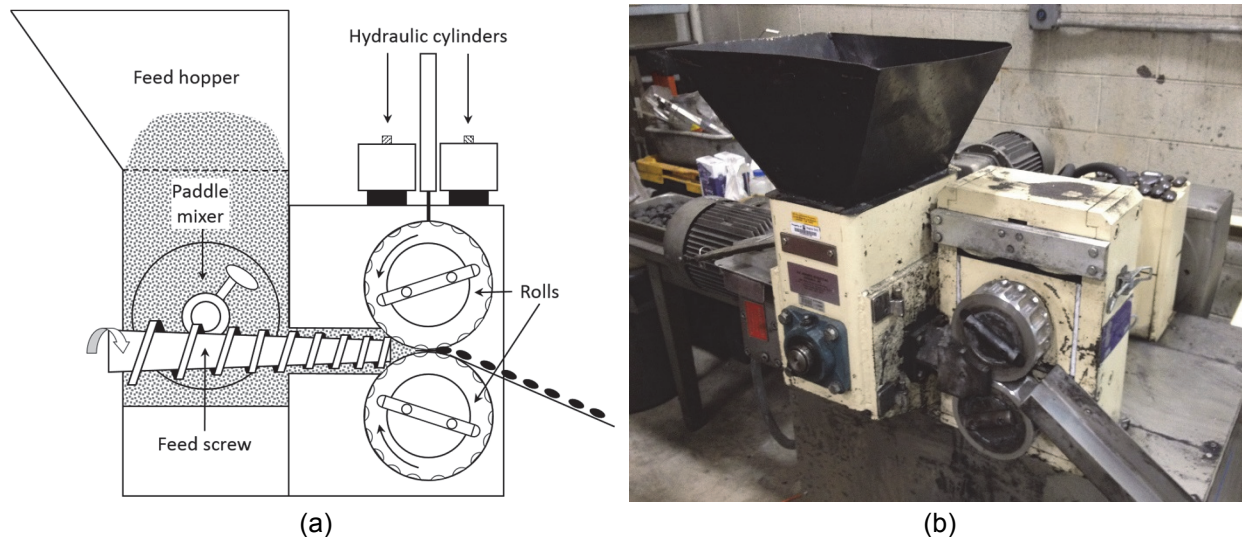 Feed hopper
Hydraulic cylinders
Paddle
mixer
Rolls
Feed screw
(a)
(b)